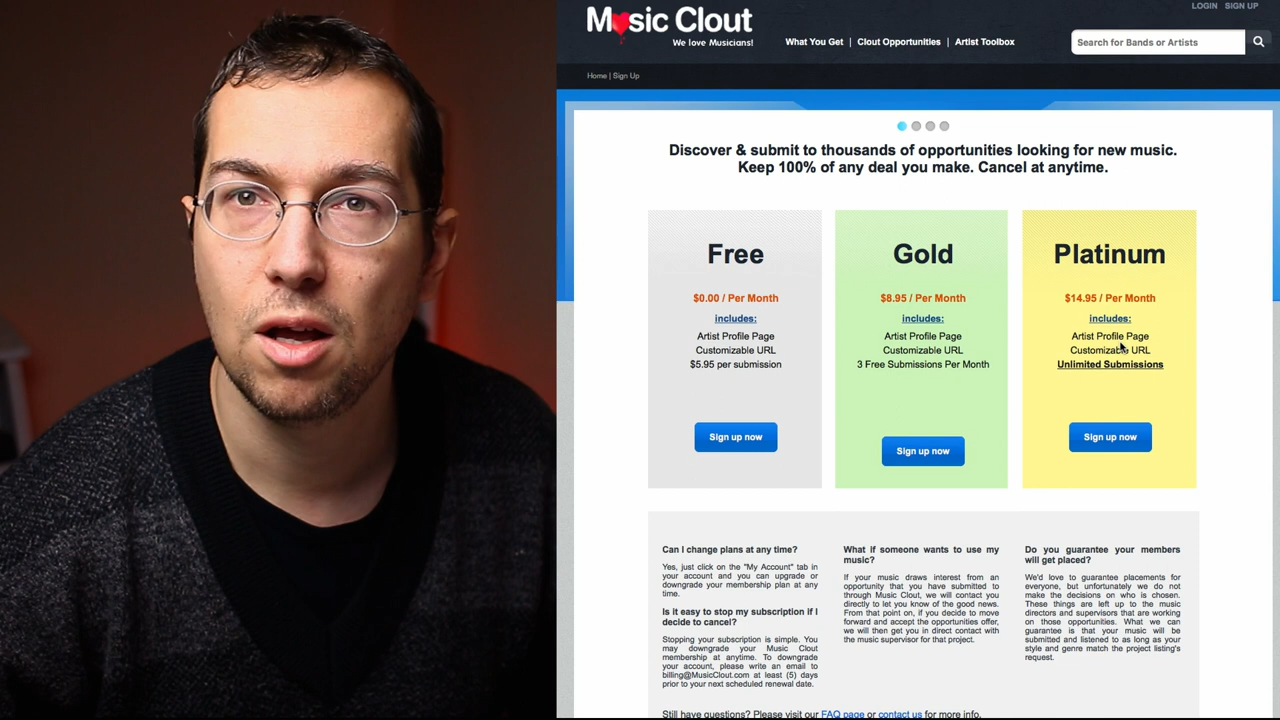 LOGIN SIGN UP
Music Clout
We love Musicians!
What You Get | Clout Opportunities | Artist Toolbox
Search for Bands or Artists
Home | Sign Up
Discover & submit to thousands of opportunities looking for new music.
Keep 100% of any deal you make. Cancel at anytime.
Free
$0.00 / Per Month
includes:
Artist Profile Page
Customizable URL
$5.95 per submission
Sign up now
Gold
$8.95 / Per Month
includes:
Artist Profile Page
Customizable URL
3 Free Submissions Per Month
Sign up now
Platinum
$14.95 / Per Month
includes:
Artist Profile Page
Customizable URL
Unlimited Submissions
Sign up now
Can I change plans at any time?
Yes, just click on the "My Account" tab in
your account and you can upgrade or
downgrade your membership plan at any
time.
Is it easy to stop my subscription if I
decide to cancel?
Stopping your subscription is simple. You
may downgrade your Music Clout
membership at anytime. To downgrade
your account, please write an email to
billing@MusicClout.com at least (5) days
prior to your next scheduled renewal date.
What if someone wants to use my
music?
If your music draws interest from an
opportunity that you have submitted to
through Music Clout, we will contact you
directly to let you know of the good news.
From that point on, if you decide to move
forward and accept the opportunities offer,
we will then get you in direct contact with
the music supervisor for that project.
Do you guarantee your members
will get placed?
We'd love to guarantee placements for
everyone, but unfortunately we do not
make the decisions on who is chosen.
These things are left up to the music
directors and supervisors that are working
on those opportunities. What we can
guarantee is that your music will be
submitted and listened to as long as your
style and genre match the project listing's
request.
Still have questions? Please visit our FAQ page or contact us for more info.